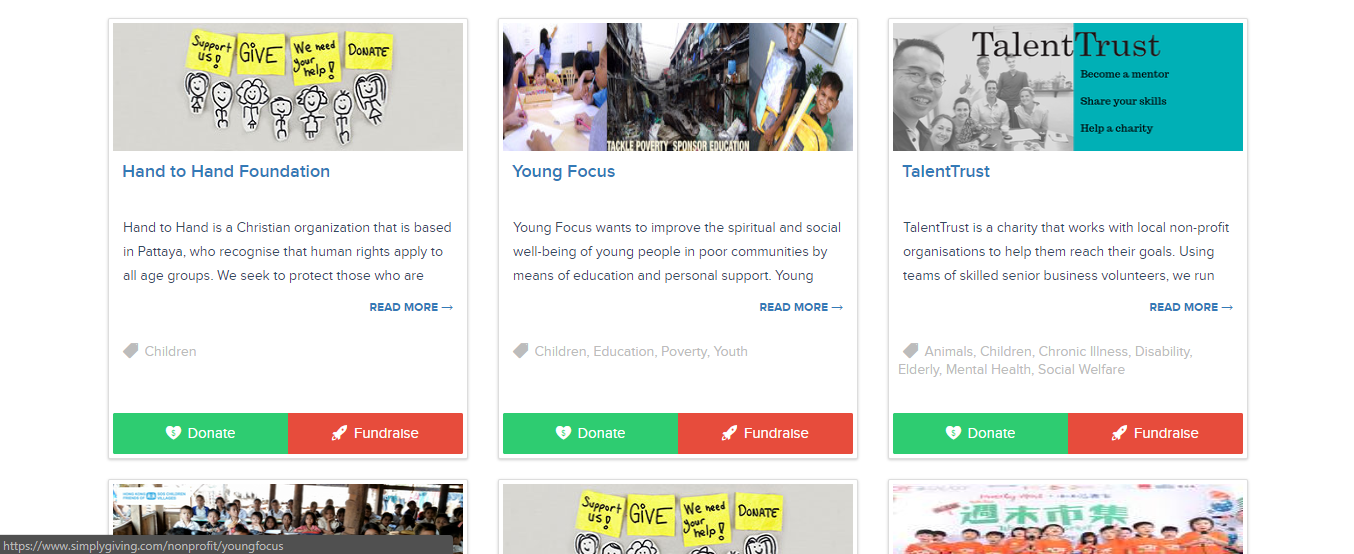 Support us!
GIVE
We need your help!
DONATE
TACKLE POVERTY SPONSOR EDUCATION
TalentTrust
Become a mentor
Share your skills
Help a charity
Hand to Hand Foundation
Young Focus
TalentTrust
Hand to Hand is a Christian organization that is based
in Pattaya, who recognise that human rights apply to
all age groups. We seek to protect those who are
READ MORE →
Young Focus wants to improve the spiritual and social
well-being of young people in poor communities by
means of education and personal support. Young
READ MORE →
TalentTrust is a charity that works with local non-profit
organisations to help them reach their goals. Using
teams of skilled senior business volunteers, we run
READ MORE →
Children
Children, Education, Poverty, Youth
Animals, Children, Chronic Illness, Disability,
Elderly, Mental Health, Social Welfare
Donate
Fundraise
Donate
Fundraise
Donate
Fundraise
HONG KONG
FRIENDS OF
SOS CHILDREN
VILLAGES
Support us!
GIVE
We need your help!
DONATE
週末市集
https://www.simplygiving.com/nonprofit/youngfocus